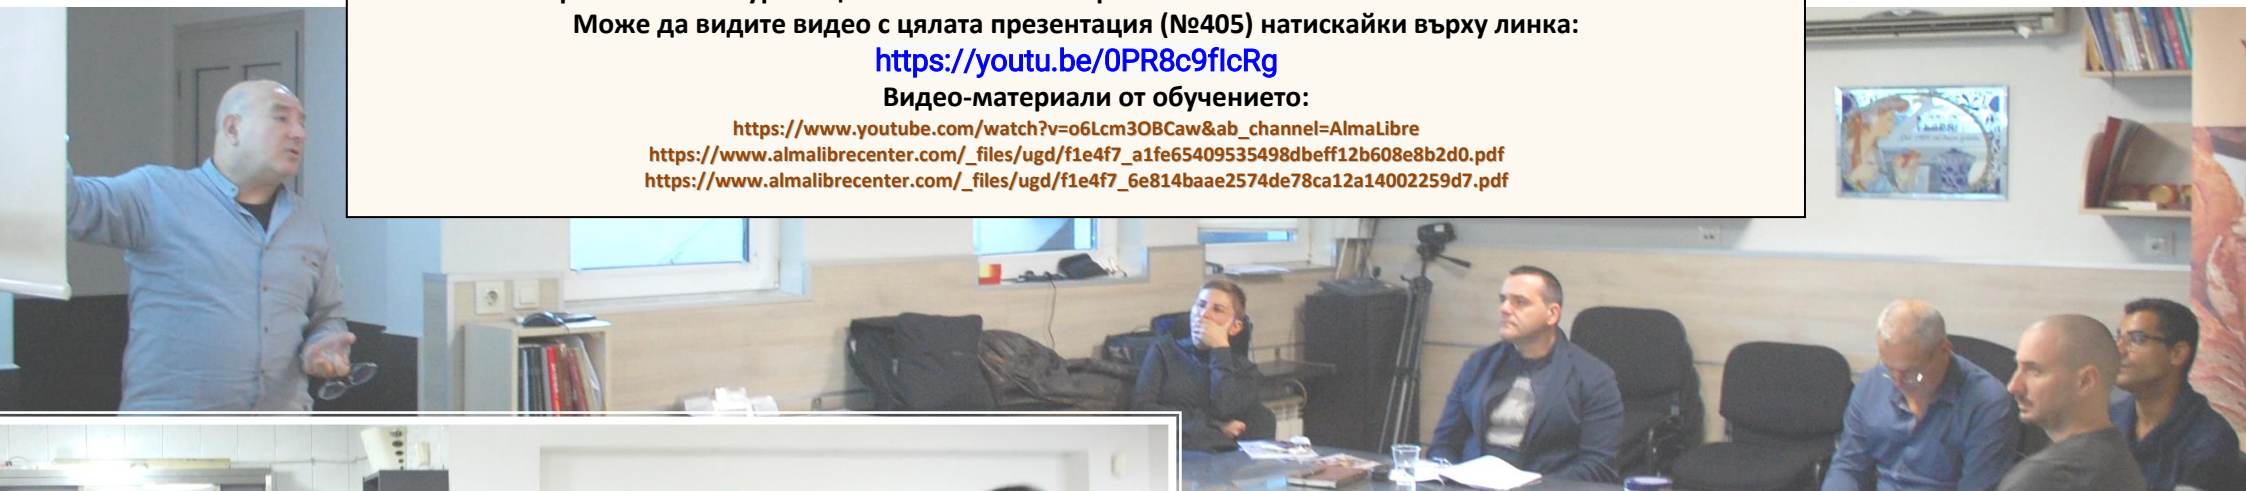 Може да видите видео с цялата презентация (№405) натискайки върху линка:
https://youtu.be/0PR8c9fIcRg
Видео-материали от обучението:
https://www.youtube.com/watch?v=o6Lcm3OBCaw&ab_channel=AlmaLibre
https://www.almalibrecenter.com/_files/ugd/f1e4f7_a1fe65409535498dbeff12b608e8b2d0.pdf
https://www.almalibrecenter.com/_files/ugd/f1e4f7_6e814baae2574de78ca12a14002259d7.pdf